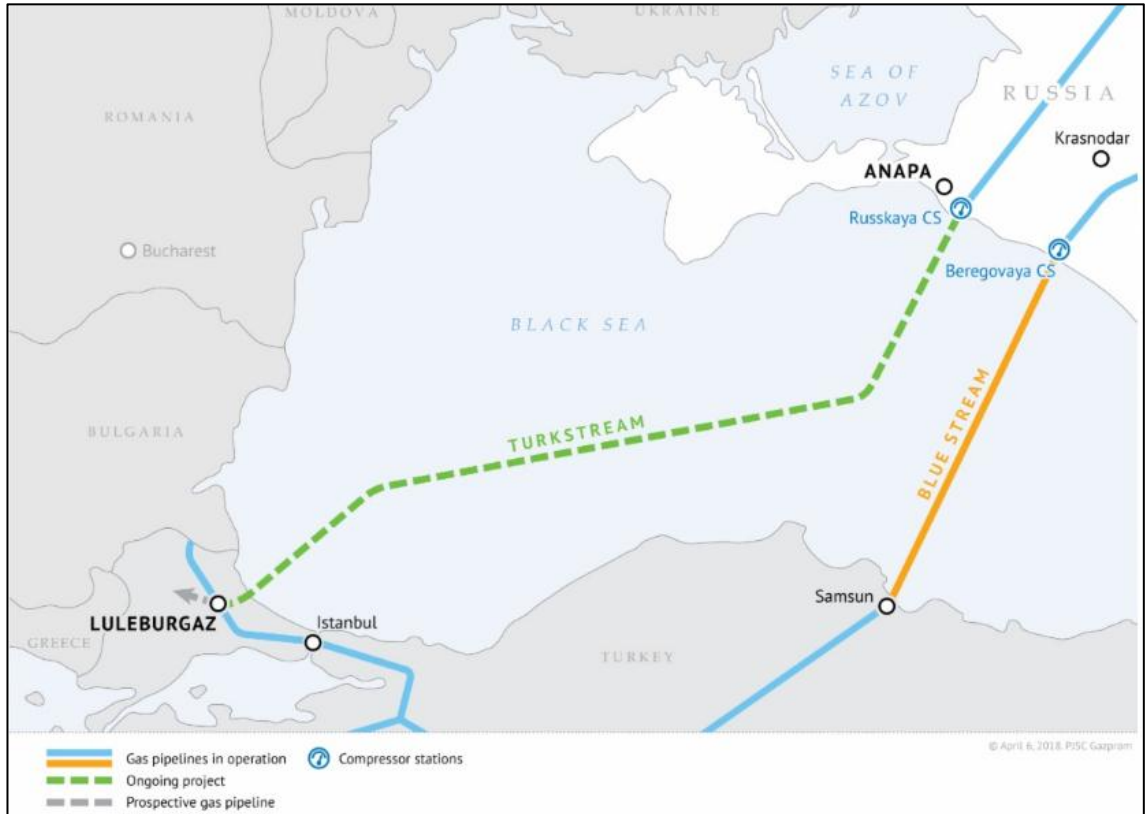 MOLDOVA
UKRAINE
SEA OF
AZOV
RUSSIA
ROMANIA
Krasnodar
ANAPA
Russkaya CS
Bucharest
Beregovaya CS
BLACK SEA
BLUE STREAM
TURKSTREAM
BULGARIA
Samsun
LULEBURGAZ
Istanbul
GREECE
TURKEY
© April 6, 2018. PJSC Gazprom
Gas pipelines in operation
Compressor stations
Ongoing project
Prospective gas pipeline